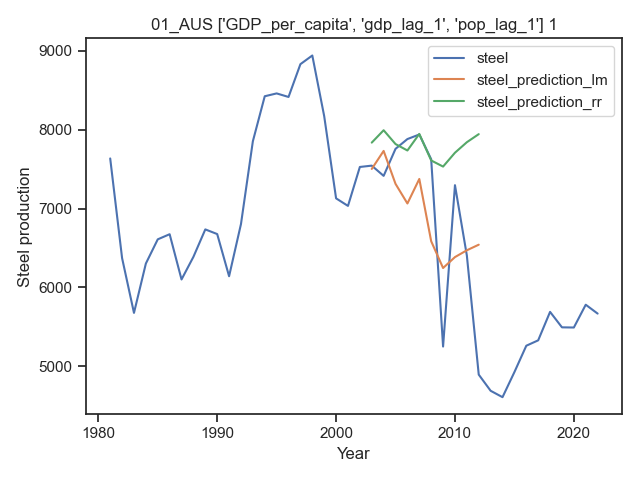 01_AUS ['GDP_per_capita', 'gdp_lag_1', 'pop_lag_1'] 1
steel
steel_prediction_lm
steel_prediction_rr
Steel production
9000
8000
7000
6000
5000
1980
1990
2000
2010
2020
Year